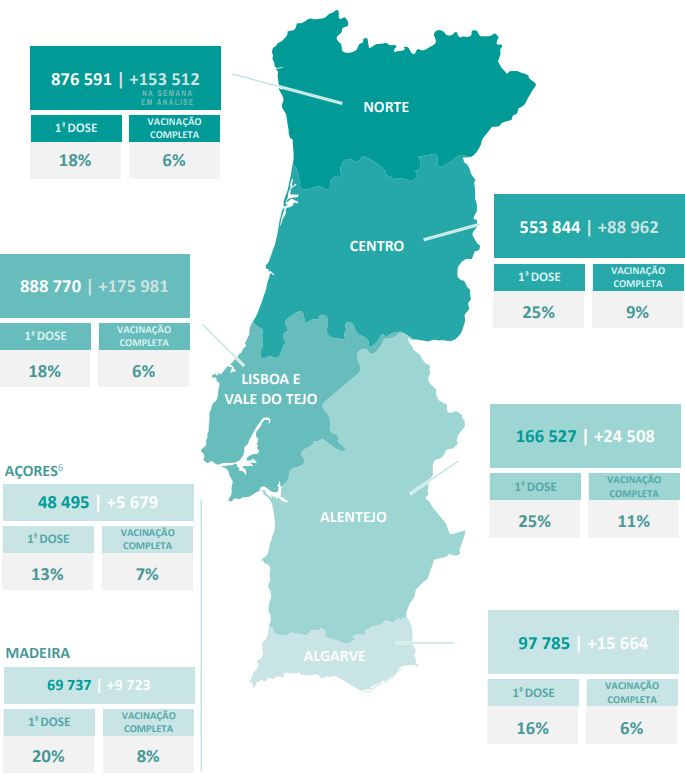 876 591 | +153 512
NA SEMANA
EM ANÁLISE
1ª DOSE
VACINAÇÃO
COMPLETA
18%
6%
NORTE
553 844 | +88 962
1ª DOSE
VACINAÇÃO
COMPLETA
25%
9%
CENTRO
888 770 | +175 981
1ª DOSE
VACINAÇÃO
COMPLETA
18%
6%
LISBOA E
VALE DO TEJO
166 527 | +24 508
1ª DOSE
VACINAÇÃO
COMPLETA
25%
11%
ALENTEJO
AÇORES⁶
48 495 | +5 679
1ª DOSE
VACINAÇÃO
COMPLETA
13%
7%
97 785 | +15 664
1ª DOSE
VACINAÇÃO
COMPLETA
16%
6%
ALGARVE
MADEIRA
69 737 | +9 723
1ª DOSE
VACINAÇÃO
COMPLETA
20%
8%